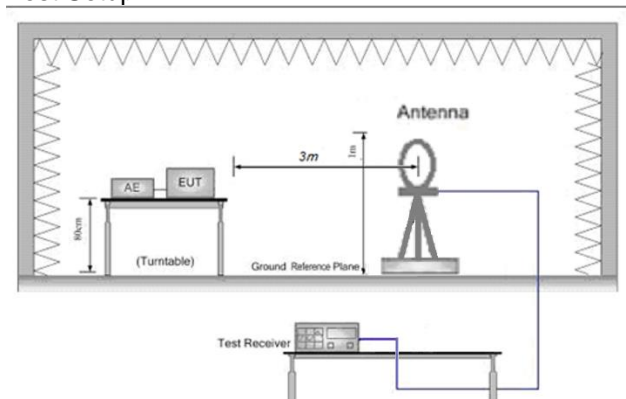 Antenna
3m
1m
AE
EUT
80cm
(Turntable)
Ground Reference Plane
Test Receiver